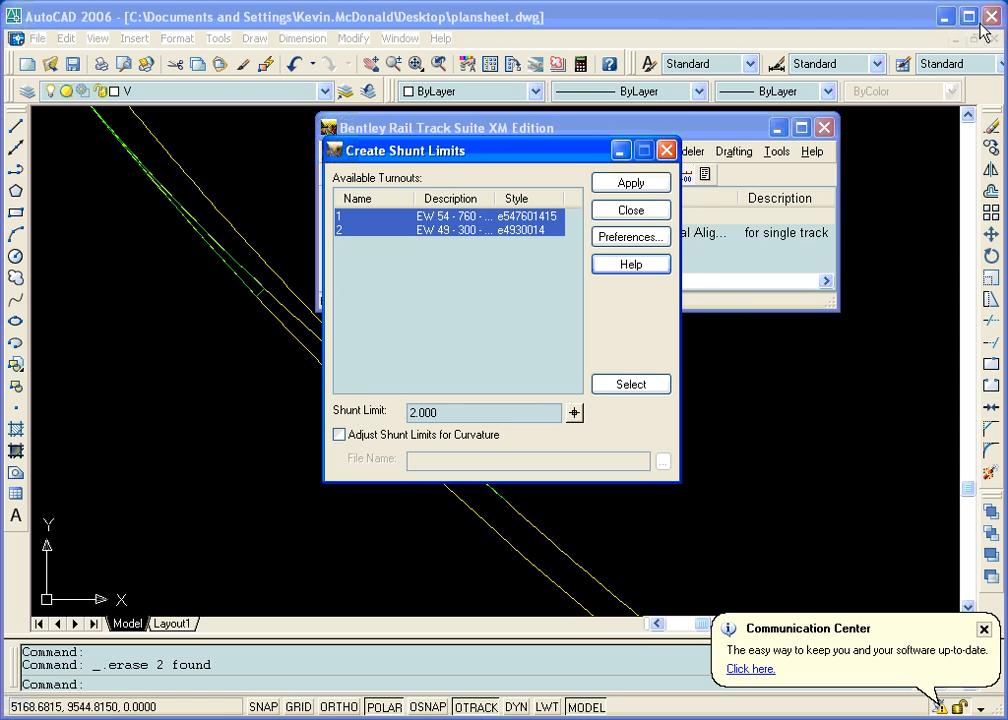 AutoCAD 2006 - [C:\Documents and Settings\Kevin.McDonald\Desktop\plansheet.dwg]
File Edit View Insert Format Tools Draw Dimension Modify Window Help
Standard Standard Standard
V ByLayer ByLayer ByLayer ByColor
Bentley Rail Track Suite XM Edition
Drafting Tools Help
Description
al Alig... for single track
Create Shunt Limits
Available Turnouts:
Name Description Style
1 EW 54 - 760 - ... e547601415
2 EW 49 - 300 - ... e4930014
Apply
Close
Preferences...
Help
Select
Shunt Limit: 2.000
Adjust Shunt Limits for Curvature
File Name: ...
A
Y
X
Model Layout1
Communication Center
The easy way to keep you and your software up-to-date.
Click here.
Command:
Command: _.erase 2 found
Command:
5168.6815, 9544.8150, 0.0000 SNAP GRID ORTHO POLAR OSNAP OTRACK DYN LWT MODEL